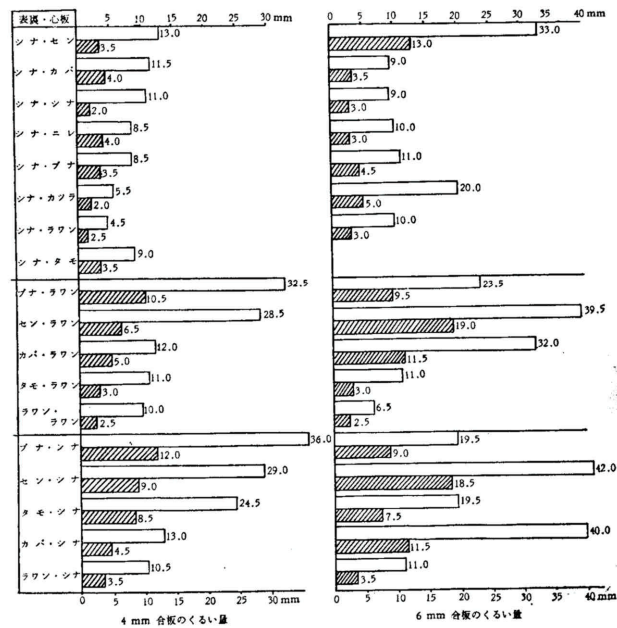 表裏・心板 5 10 20 30 mm 5 10 15 20 25 30 35 40 mm
シナ・セン 13.0 33.0
3.5 13.0
シナ・カバ 11.5 9.0
4.0 3.5
シナ・シナ 11.0 9.0
2.0 3.0
シナ・ニレ 8.5 10.0
4.0 3.0
シナ・ブナ 8.5 11.0
3.5 4.5
シナ・カツラ 5.5 20.0
2.0 5.0
シナ・ラワン 4.5 10.0
2.5 3.0
シナ・タモ 9.0
3.5
ブナ・ラワン 32.5 23.5
10.5 9.5
セン・ラワン 28.5 39.5
6.5 19.0
カバ・ラワン 12.0 32.0
5.0 11.5
タモ・ラワン 11.0 11.0
3.0 3.0
ラワン・ 10.0 6.5
ラワン 2.5 2.5
ブナ・シナ 36.0 19.5
12.0 9.0
セン・シナ 29.0 42.0
9.0 18.5
タモ・シナ 24.5 19.5
8.5 7.5
カバ・シナ 13.0 40.0
4.5 11.5
ラワン・シナ 10.5 11.0
3.5 3.5
0 5 10 20 30 mm 0 5 10 15 20 25 30 35 40 mm
4 mm 合板のくるい量 6 mm 合板のくるい量